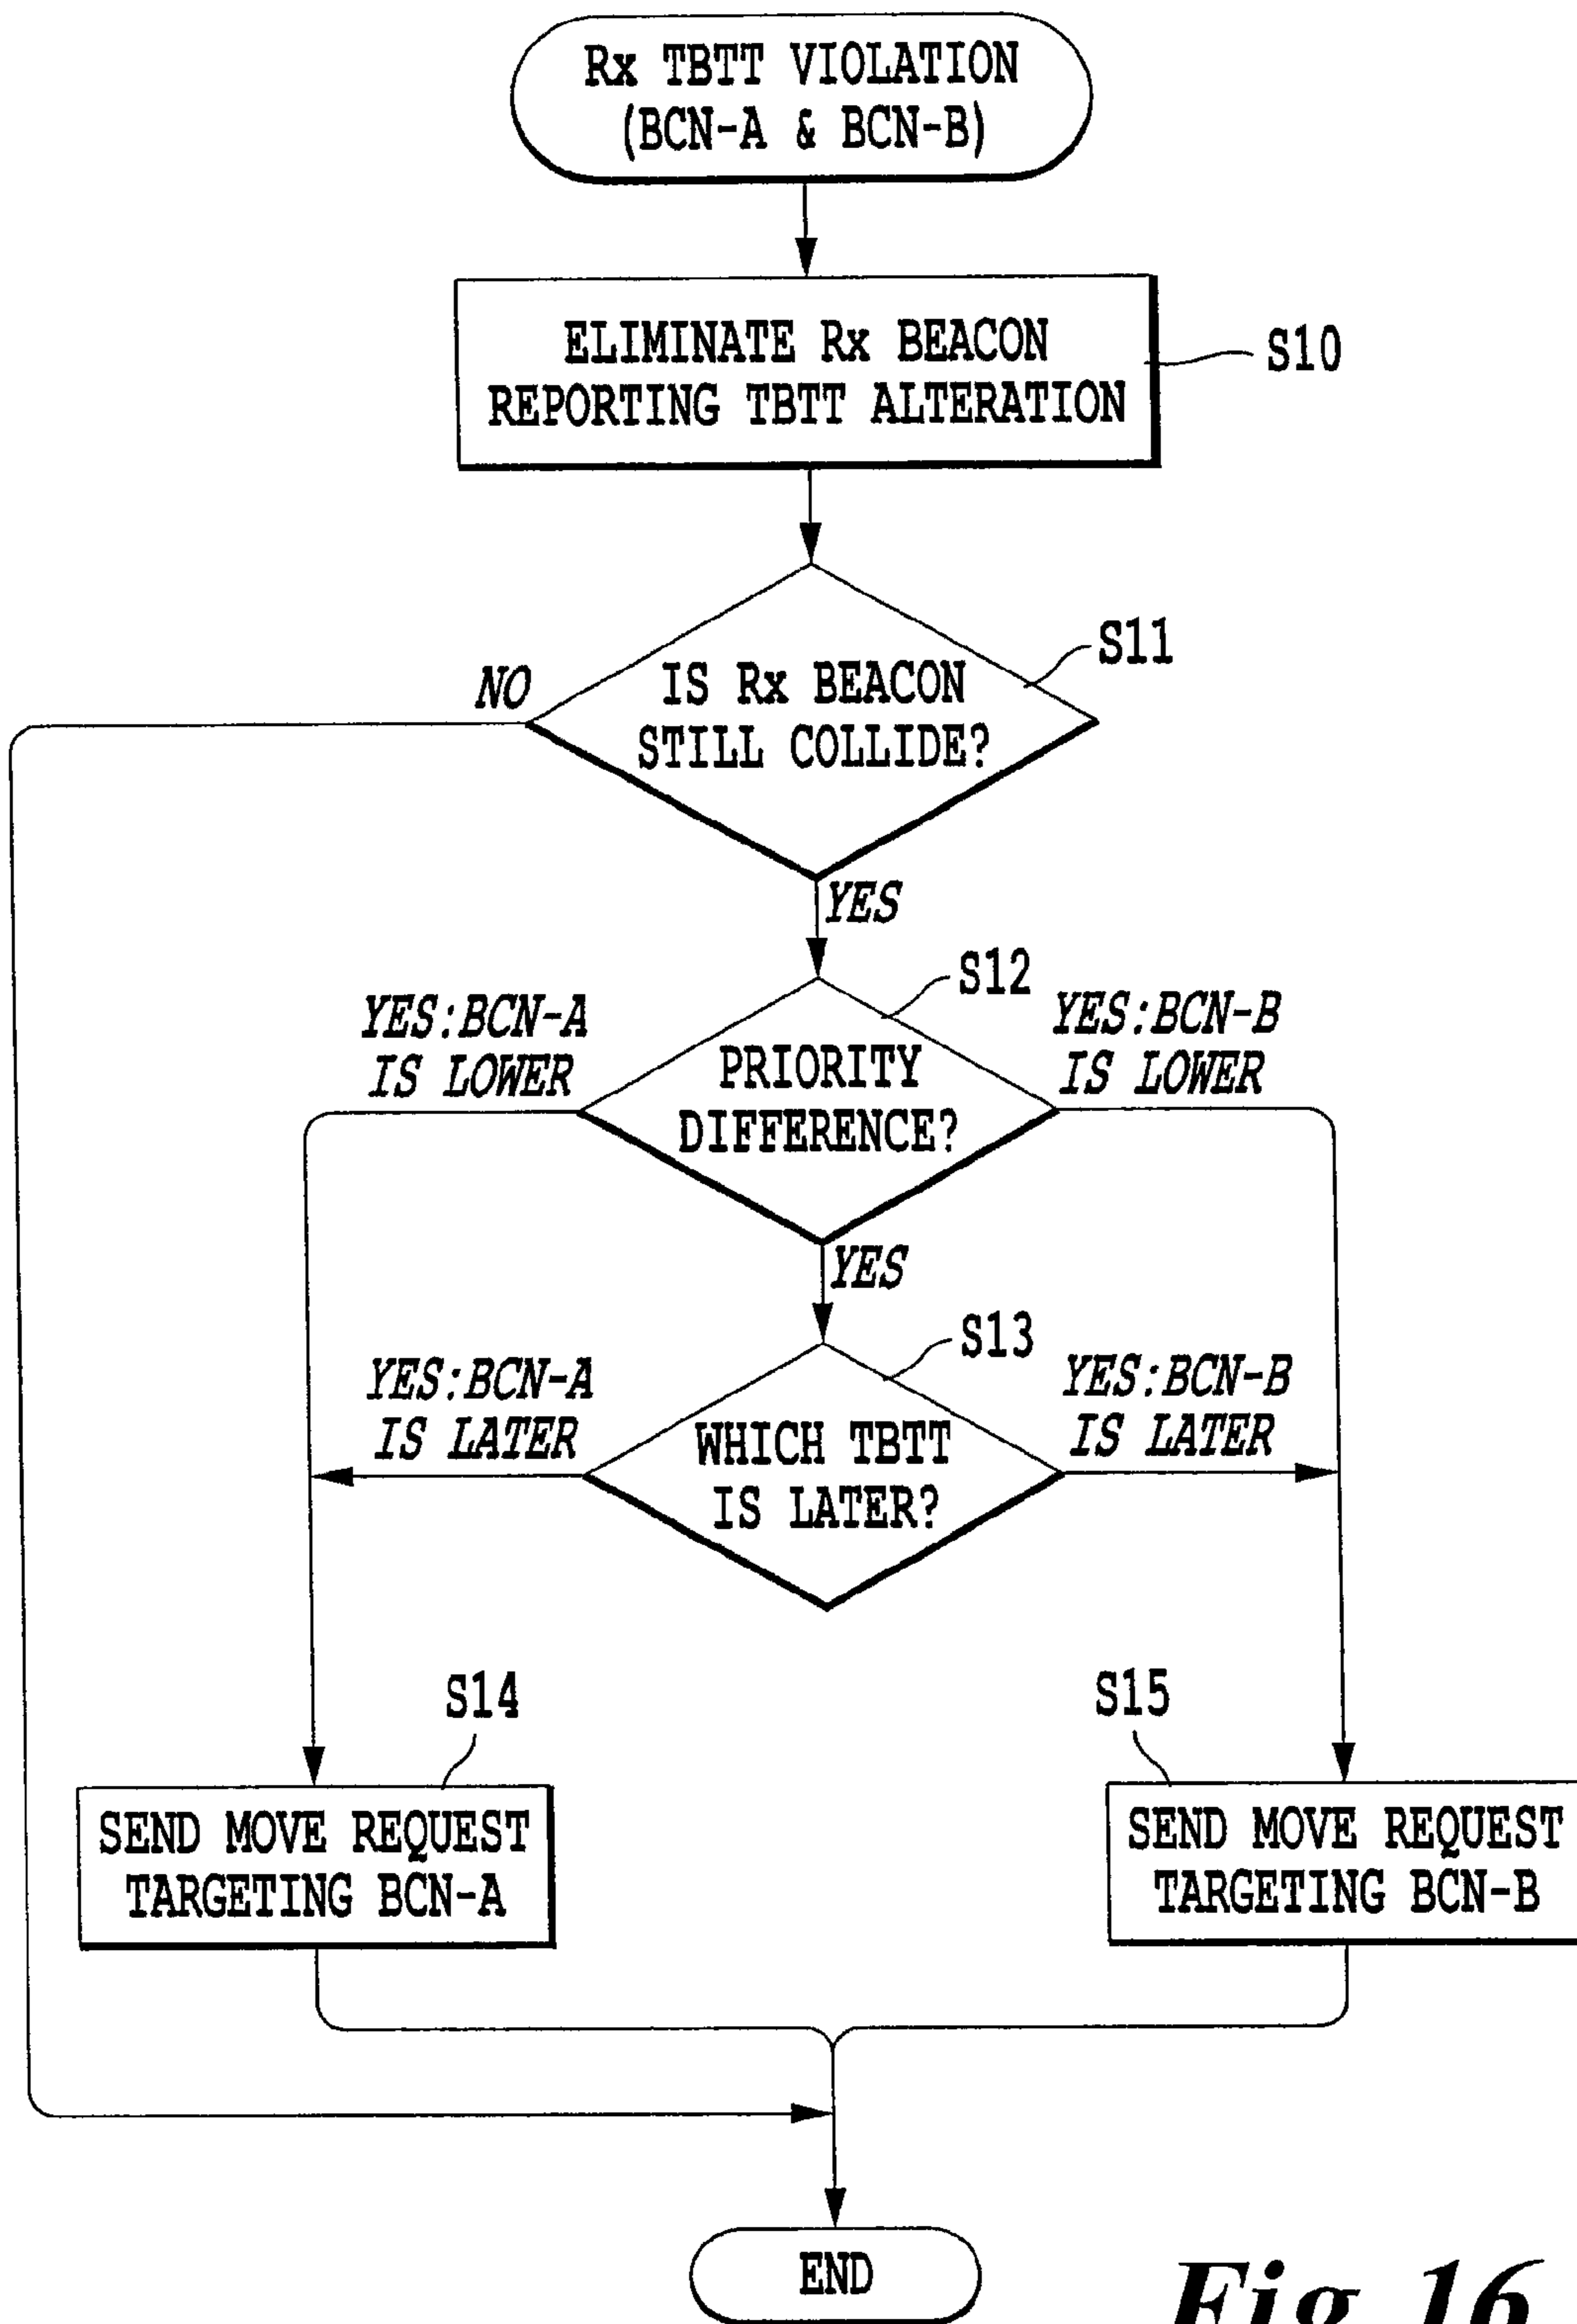 Rx TBTT VIOLATION
(BCN-A & BCN-B)
ELIMINATE Rx BEACON
REPORTING TBTT ALTERATION
S10
S11
NO
IS Rx BEACON
STILL COLLIDE?
YES
S12
YES:BCN-A
IS LOWER
YES:BCN-B
IS LOWER
PRIORITY
DIFFERENCE?
YES
S13
YES:BCN-A
IS LATER
YES:BCN-B
IS LATER
WHICH TBTT
IS LATER?
S14
S15
SEND MOVE REQUEST
TARGETING BCN-A
SEND MOVE REQUEST
TARGETING BCN-B
END
Fig. 16